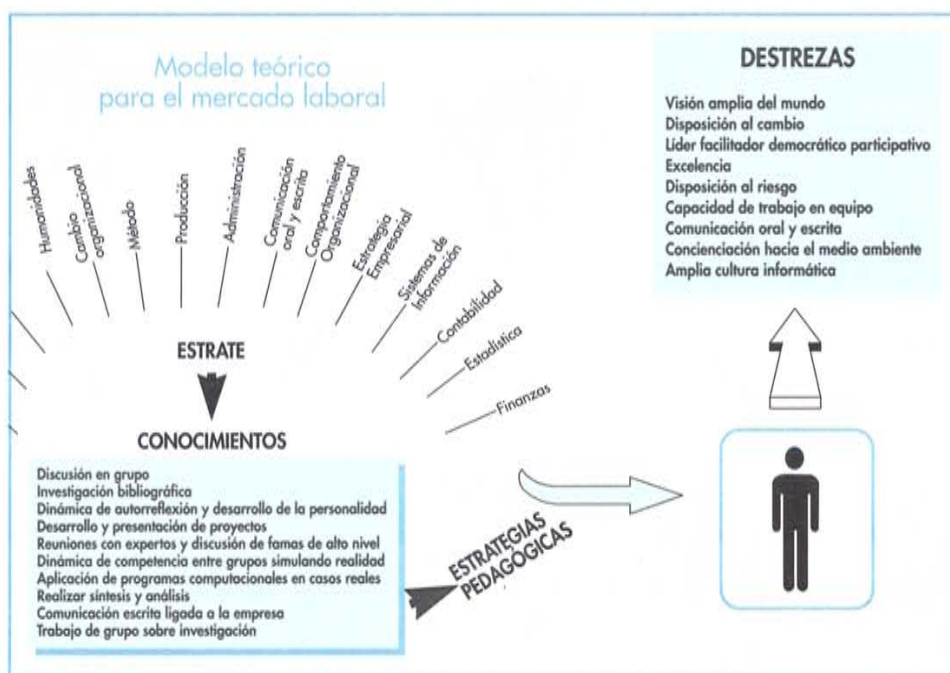 Modelo teórico
para el mercado laboral
Humanidades
Cambio
organizacional
Método
Producción
Administración
Comunicación
oral y escrita
Comportamiento
Organizacional
Estrategia
Empresarial
Sistemas de
Información
Contabilidad
Estadística
Finanzas
ESTRATE
CONOCIMIENTOS
Discusión en grupo
Investigación bibliográfica
Dinámica de autorreflexión y desarrollo de la personalidad
Desarrollo y presentación de proyectos
Reuniones con expertos y discusión de famas de alto nivel
Dinámica de competencia entre grupos simulando realidad
Aplicación de programas computacionales en casos reales
Realizar síntesis y análisis
Comunicación escrita ligada a la empresa
Trabajo de grupo sobre investigación
ESTRATEGIAS
PEDAGÓGICAS
DESTREZAS
Visión amplia del mundo
Disposición al cambio
Líder facilitador democrático participativo
Excelencia
Disposición al riesgo
Capacidad de trabajo en equipo
Comunicación oral y escrita
Concienciación hacia el medio ambiente
Amplia cultura informática